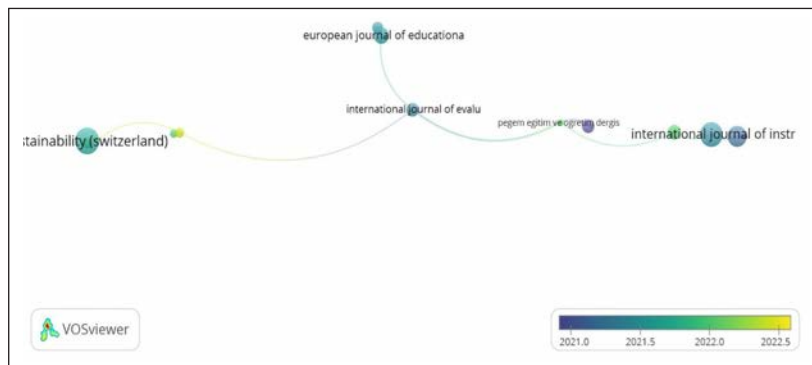 european journal of educationa
international journal of evalu
pegem egitim ve ogretim dergis
stainability (switzerland)
international journal of instr
VOSviewer
2021.0 2021.5 2022.0 2022.5